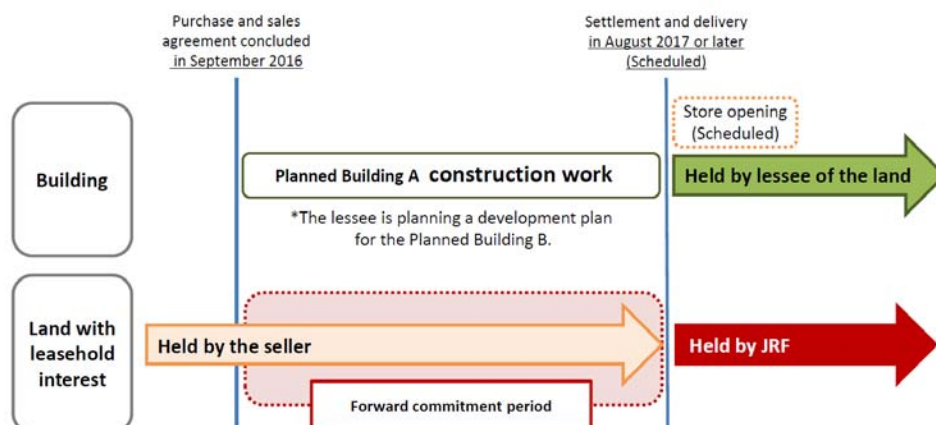 Purchase and sales
agreement concluded
in September 2016
Settlement and delivery
in August 2017 or later
(Scheduled)
Store opening
(Scheduled)
Building
Planned Building A construction work
Held by lessee of the land
*The lessee is planning a development plan
for the Planned Building B.
Land with
leasehold
interest
Held by the seller
Held by JRF
Forward commitment period